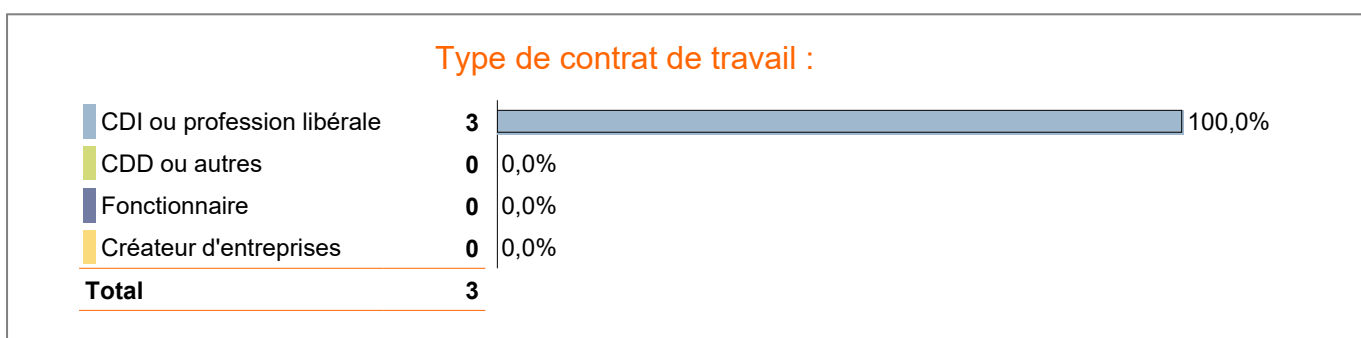 Type de contrat de travail :
CDI ou profession libérale 3 100,0%
CDD ou autres 0 0,0%
Fonctionnaire 0 0,0%
Créateur d'entreprises 0 0,0%
Total 3